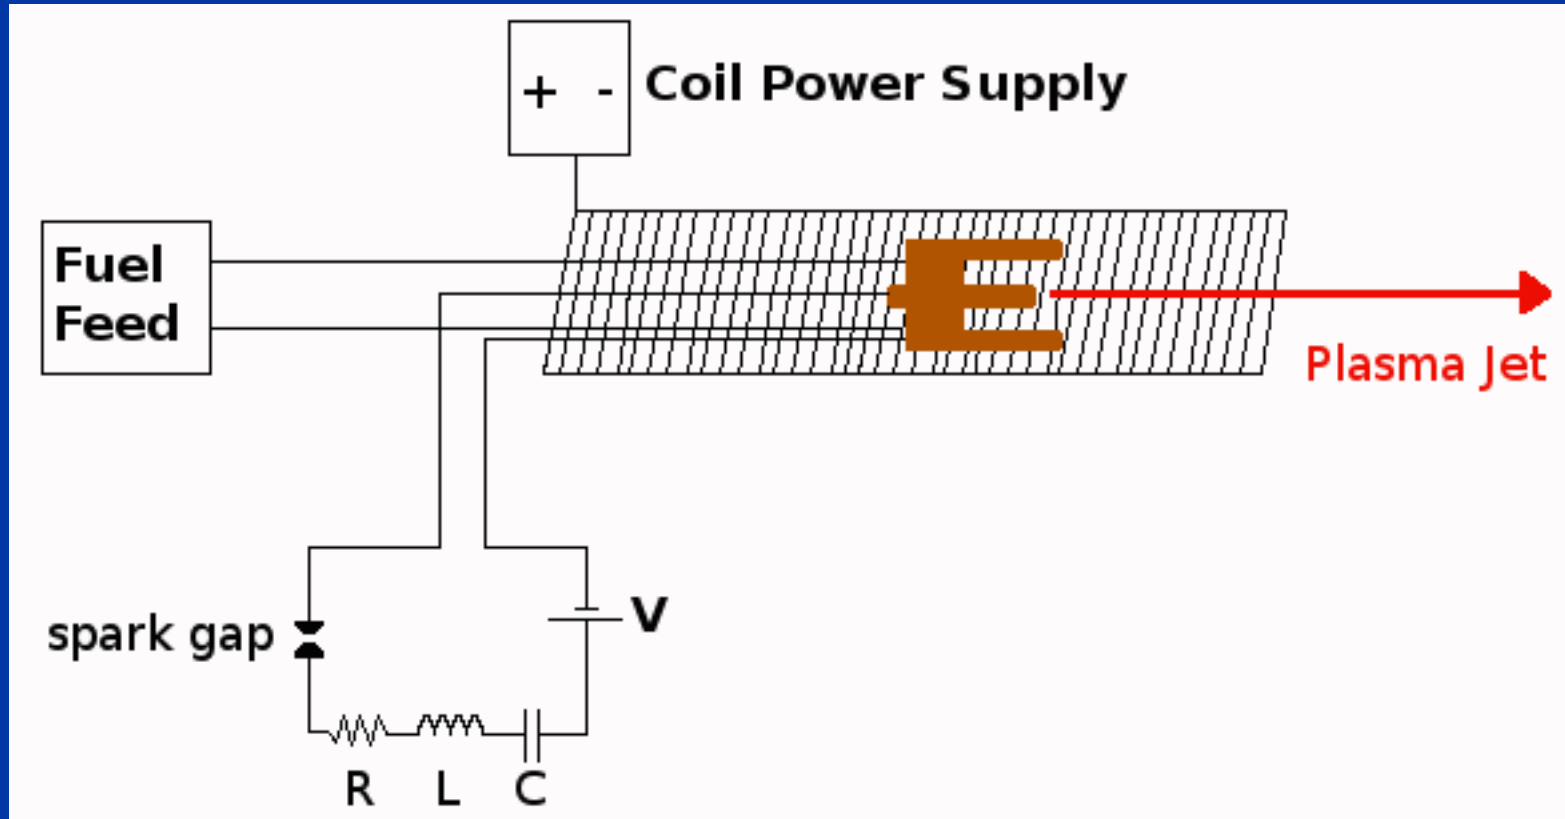 + -
Coil Power Supply
Fuel
Feed
Plasma Jet
spark gap
V
R L C